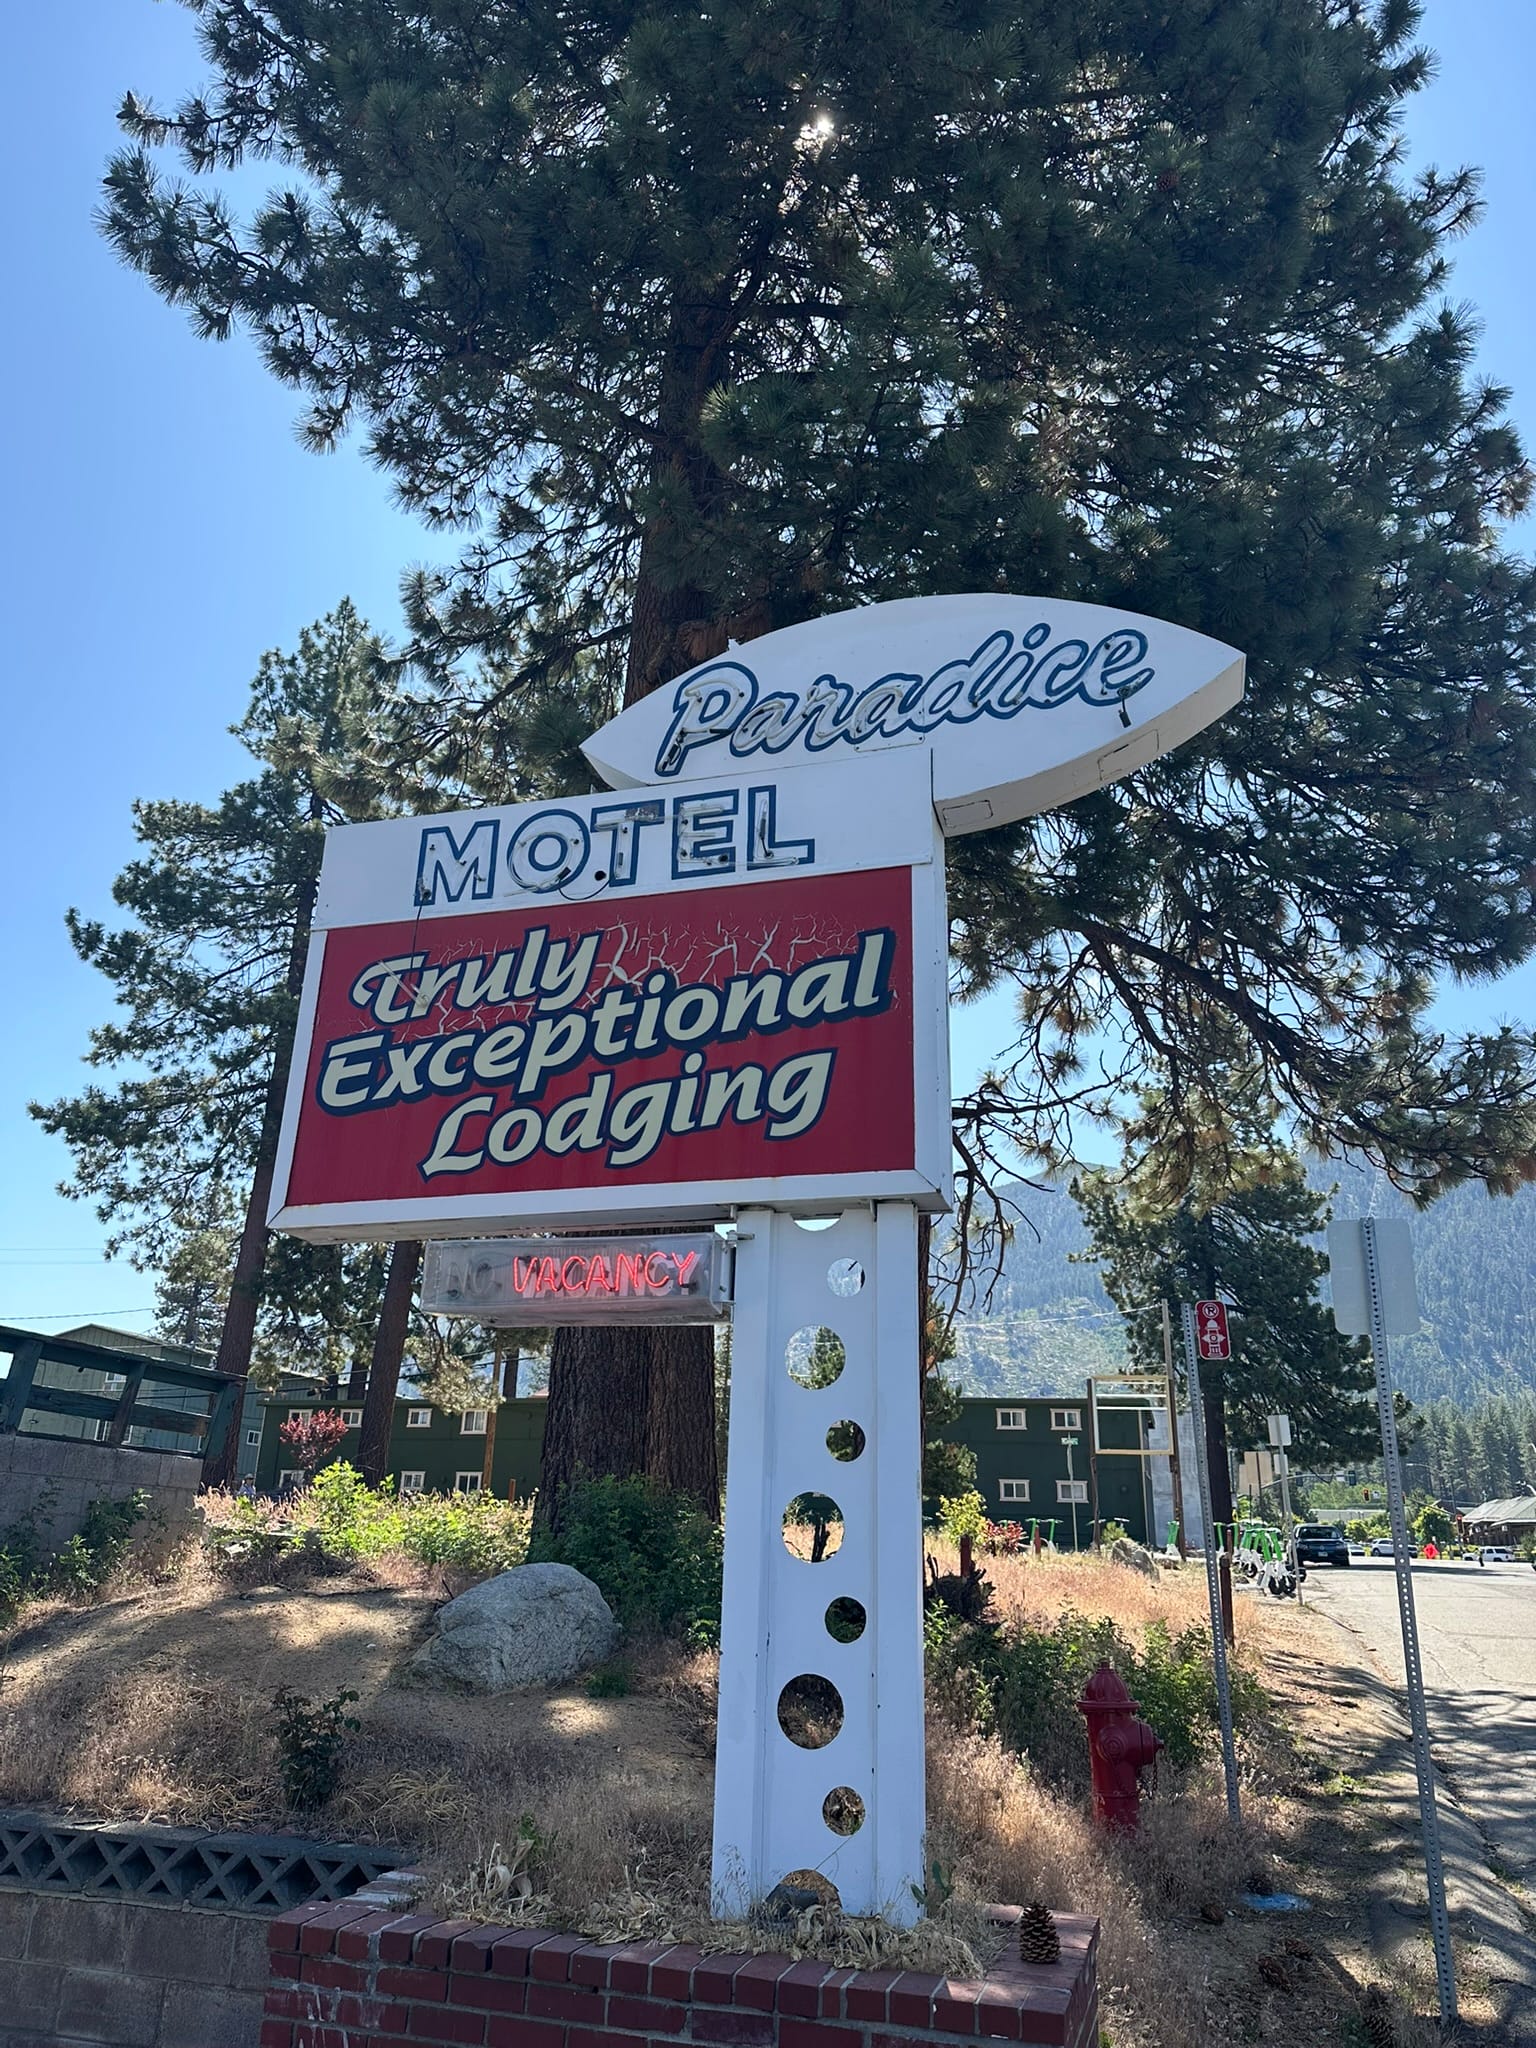 Paradice
MOTEL
Truly
Exceptional
Lodging
NO VACANCY